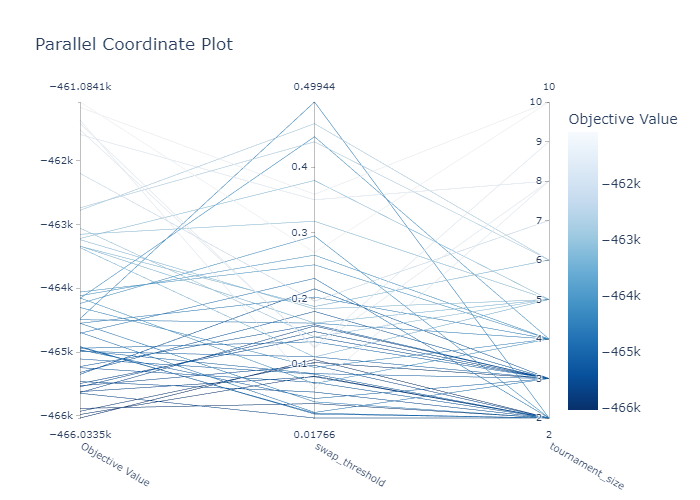 Parallel Coordinate Plot
−461.0841k
0.49944
10
Objective Value
−462k
−463k
−464k
−465k
−466k
0.4
0.3
0.2
0.1
10
9
8
7
6
5
4
3
2
−462k
−463k
−464k
−465k
−466k
−466.0335k
0.01766
2
Objective Value
swap_threshold
tournament_size